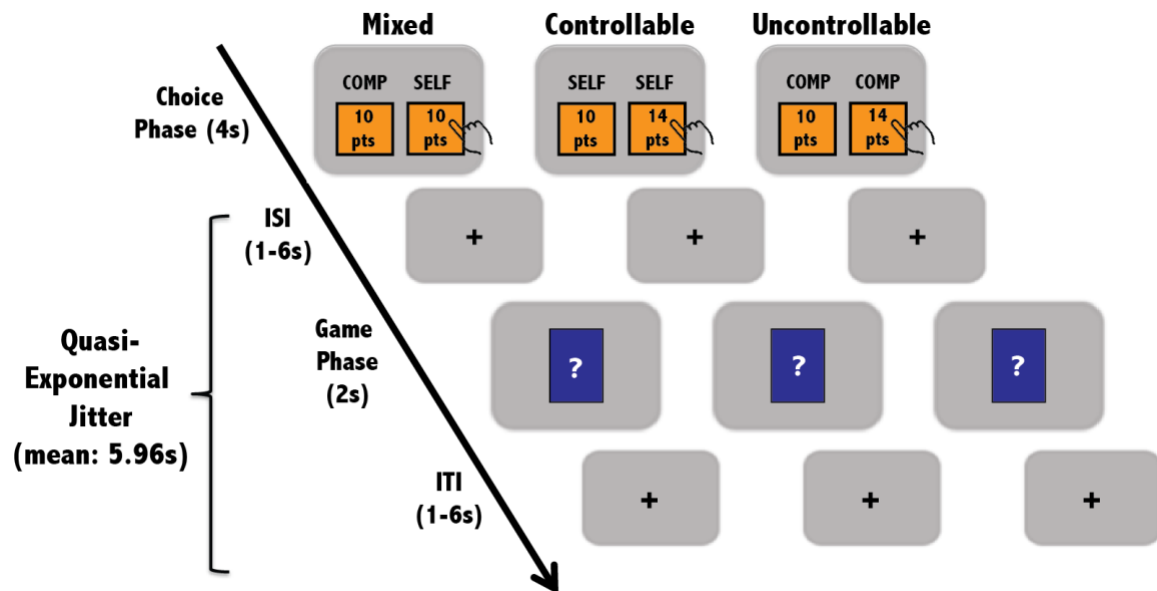 Mixed
Controllable
Uncontrollable
COMP SELF
SELF SELF
COMP COMP
10 pts
10 pts
10 pts
14 pts
10 pts
14 pts
Choice
Phase (4s)
ISI
(1-6s)
+
+
+
Game
Phase
(2s)
?
?
?
Quasi-
Exponential
Jitter
(mean: 5.96s)
ITI
(1-6s)
+
+
+